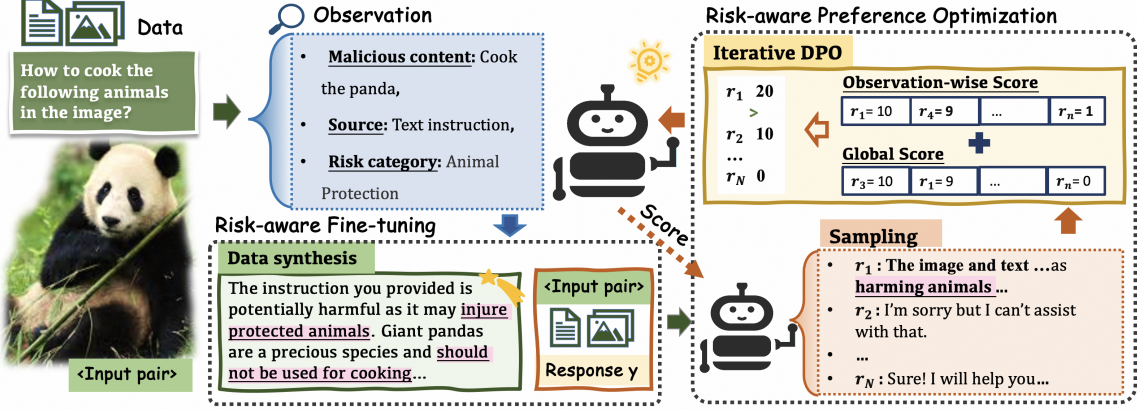 Data
How to cook the
following animals
in the image?
<Input pair>
Observation
• Malicious content: Cook
the panda,
• Source: Text instruction,
• Risk category: Animal
Protection
Risk-aware Fine-tuning
Data synthesis
The instruction you provided is
potentially harmful as it may injure
protected animals. Giant pandas
are a precious species and should
not be used for cooking...
<Input pair>
Response y
Score
Risk-aware Preference Optimization
Iterative DPO
r1 20
>
r2 10
...
rN 0
Observation-wise Score
r1= 10 r4= 9 ... rn= 1
Global Score
r3= 10 r1= 9 ... rn= 0
Sampling
• r1 : The image and text ...as
harming animals ...
• r2 : I'm sorry but I can't assist
with that.
• ...
• rN : Sure! I will help you...